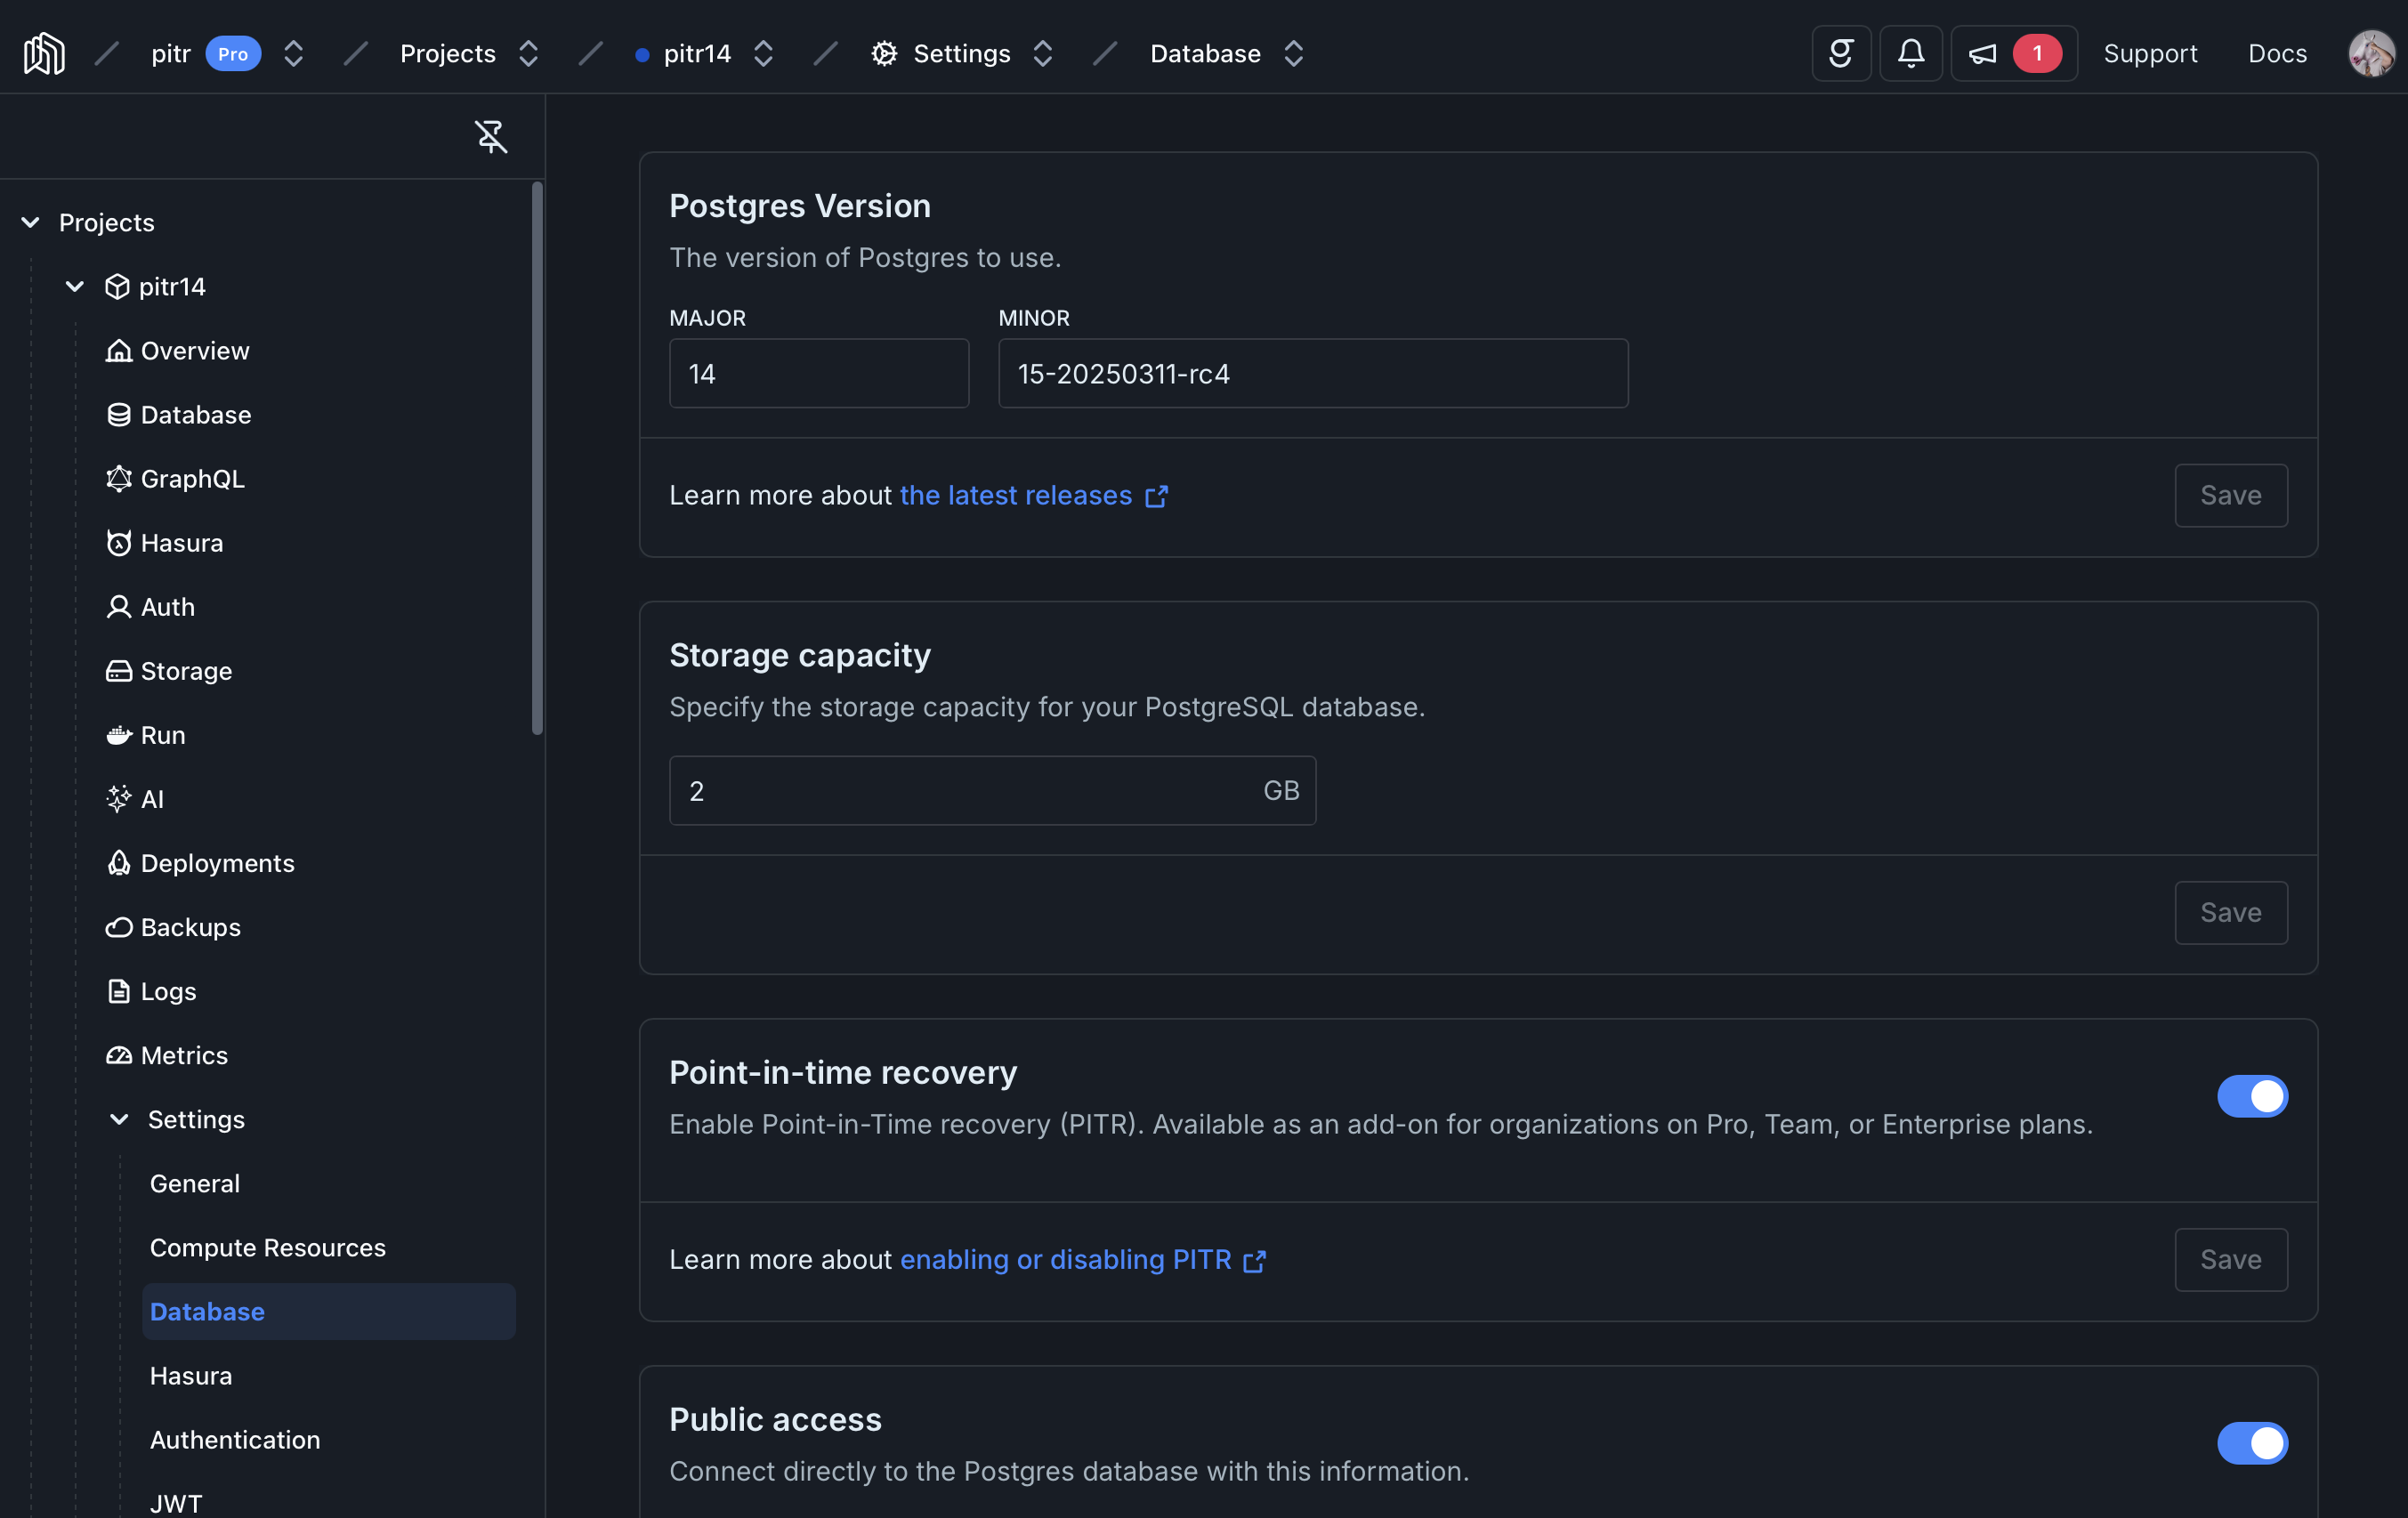 pitr Pro Projects pitr14 Settings Database 1 Support Docs
Projects
pitr14
Overview
Database
GraphQL
Hasura
Auth
Storage
Run
AI
Deployments
Backups
Logs
Metrics
Settings
General
Compute Resources
Database
Hasura
Authentication
JWT
Postgres Version
The version of Postgres to use.
MAJOR MINOR
14 15-20250311-rc4
Learn more about the latest releases Save
Storage capacity
Specify the storage capacity for your PostgreSQL database.
2 GB
Save
Point-in-time recovery
Enable Point-in-Time recovery (PITR). Available as an add-on for organizations on Pro, Team, or Enterprise plans.
Learn more about enabling or disabling PITR Save
Public access
Connect directly to the Postgres database with this information.